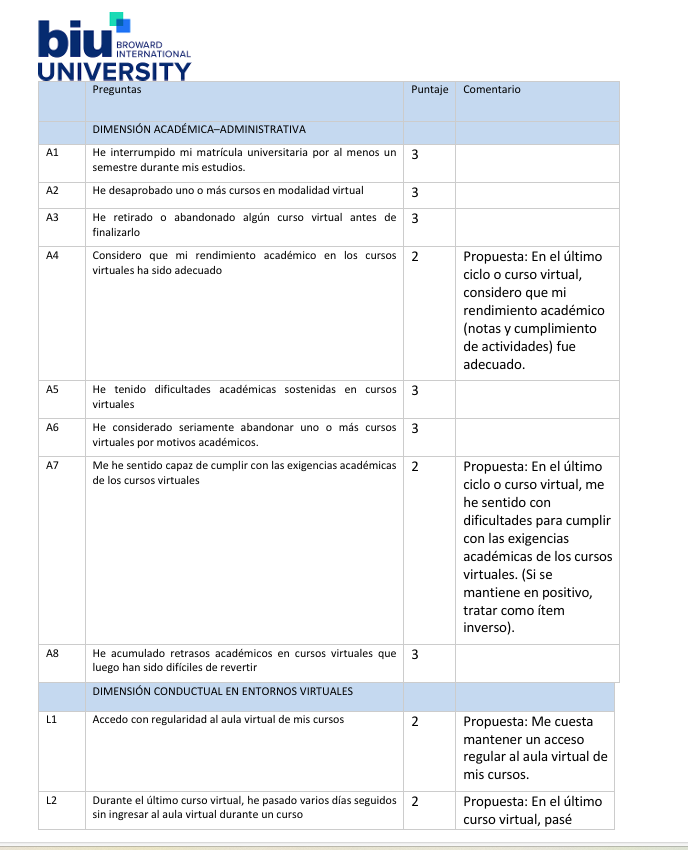 biu BROWARD
INTERNATIONAL
UNIVERSITY
Preguntas Puntaje Comentario
DIMENSIÓN ACADÉMICA–ADMINISTRATIVA
A1 He interrumpido mi matrícula universitaria por al menos un 3
semestre durante mis estudios.
A2 He desaprobado uno o más cursos en modalidad virtual 3
A3 He retirado o abandonado algún curso virtual antes de 3
finalizarlo
A4 Considero que mi rendimiento académico en los cursos 2 Propuesta: En el último
virtuales ha sido adecuado ciclo o curso virtual,
considero que mi
rendimiento académico
(notas y cumplimiento
de actividades) fue
adecuado.
A5 He tenido dificultades académicas sostenidas en cursos 3
virtuales
A6 He considerado seriamente abandonar uno o más cursos 3
virtuales por motivos académicos.
A7 Me he sentido capaz de cumplir con las exigencias académicas 2 Propuesta: En el último
de los cursos virtuales ciclo o curso virtual, me
he sentido con
dificultades para cumplir
con las exigencias
académicas de los cursos
virtuales. (Si se
mantiene en positivo,
tratar como ítem
inverso).
A8 He acumulado retrasos académicos en cursos virtuales que 3
luego han sido difíciles de revertir
DIMENSIÓN CONDUCTUAL EN ENTORNOS VIRTUALES
L1 Accedo con regularidad al aula virtual de mis cursos 2 Propuesta: Me cuesta
mantener un acceso
regular al aula virtual de
mis cursos.
L2 Durante el último curso virtual, he pasado varios días seguidos 2 Propuesta: En el último
sin ingresar al aula virtual durante un curso curso virtual, pasé